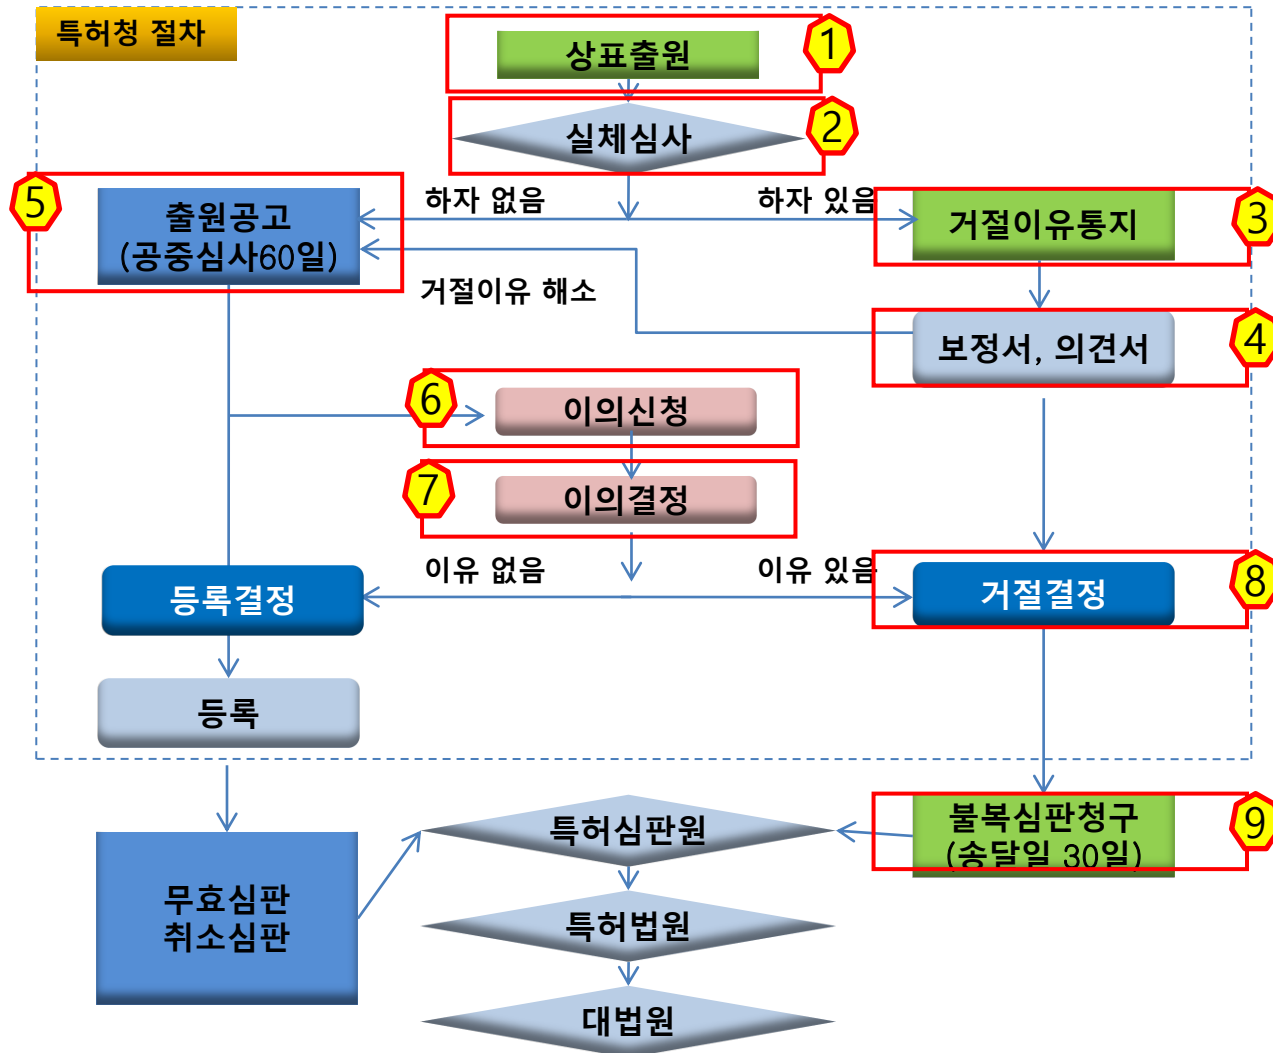 특허청 절차
1
상표출원
2
실체심사
5
출원공고
(공중심사60일)
하자 없음
하자 있음
3
거절이유통지
거절이유 해소
4
보정서, 의견서
6
이의신청
7
이의결정
이유 없음
이유 있음
등록결정
8
거절결정
등록
9
불복심판청구
(송달일 30일)
특허심판원
무효심판
취소심판
특허법원
대법원